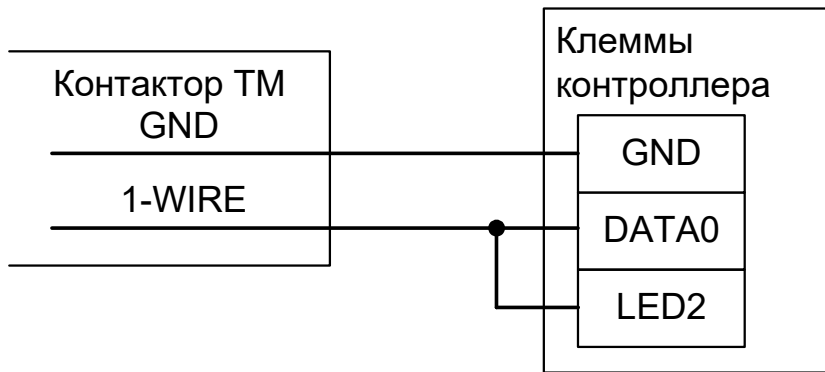 Клеммы
контроллера
Контактор ТМ
GND
1-WIRE
GND
DATA0
LED2